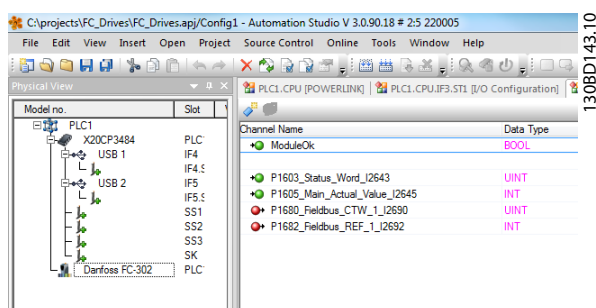 C:\projects\FC_Drives\FC_Drives.apj/Config1 - Automation Studio V 3.0.90.18 # 2:5 220005
File Edit View Insert Open Project Source Control Online Tools Window Help
Physical View
PLC1.CPU [POWERLINK] PLC1.CPU.IF3.ST1 [I/O Configuration]
Model no. Slot
PLC1
X20CP3484 PLC
USB 1 IF4
IF4.S
USB 2 IF5
IF5.S
SS1
SS2
SS3
SK
Danfoss FC-302 PLC
Channel Name Data Type
ModuleOk BOOL
P1603_Status_Word_I2643 UINT
P1605_Main_Actual_Value_I2645 INT
P1680_Fieldbus_CTW_1_I2690 UINT
P1682_Fieldbus_REF_1_I2692 INT
130BD143.10